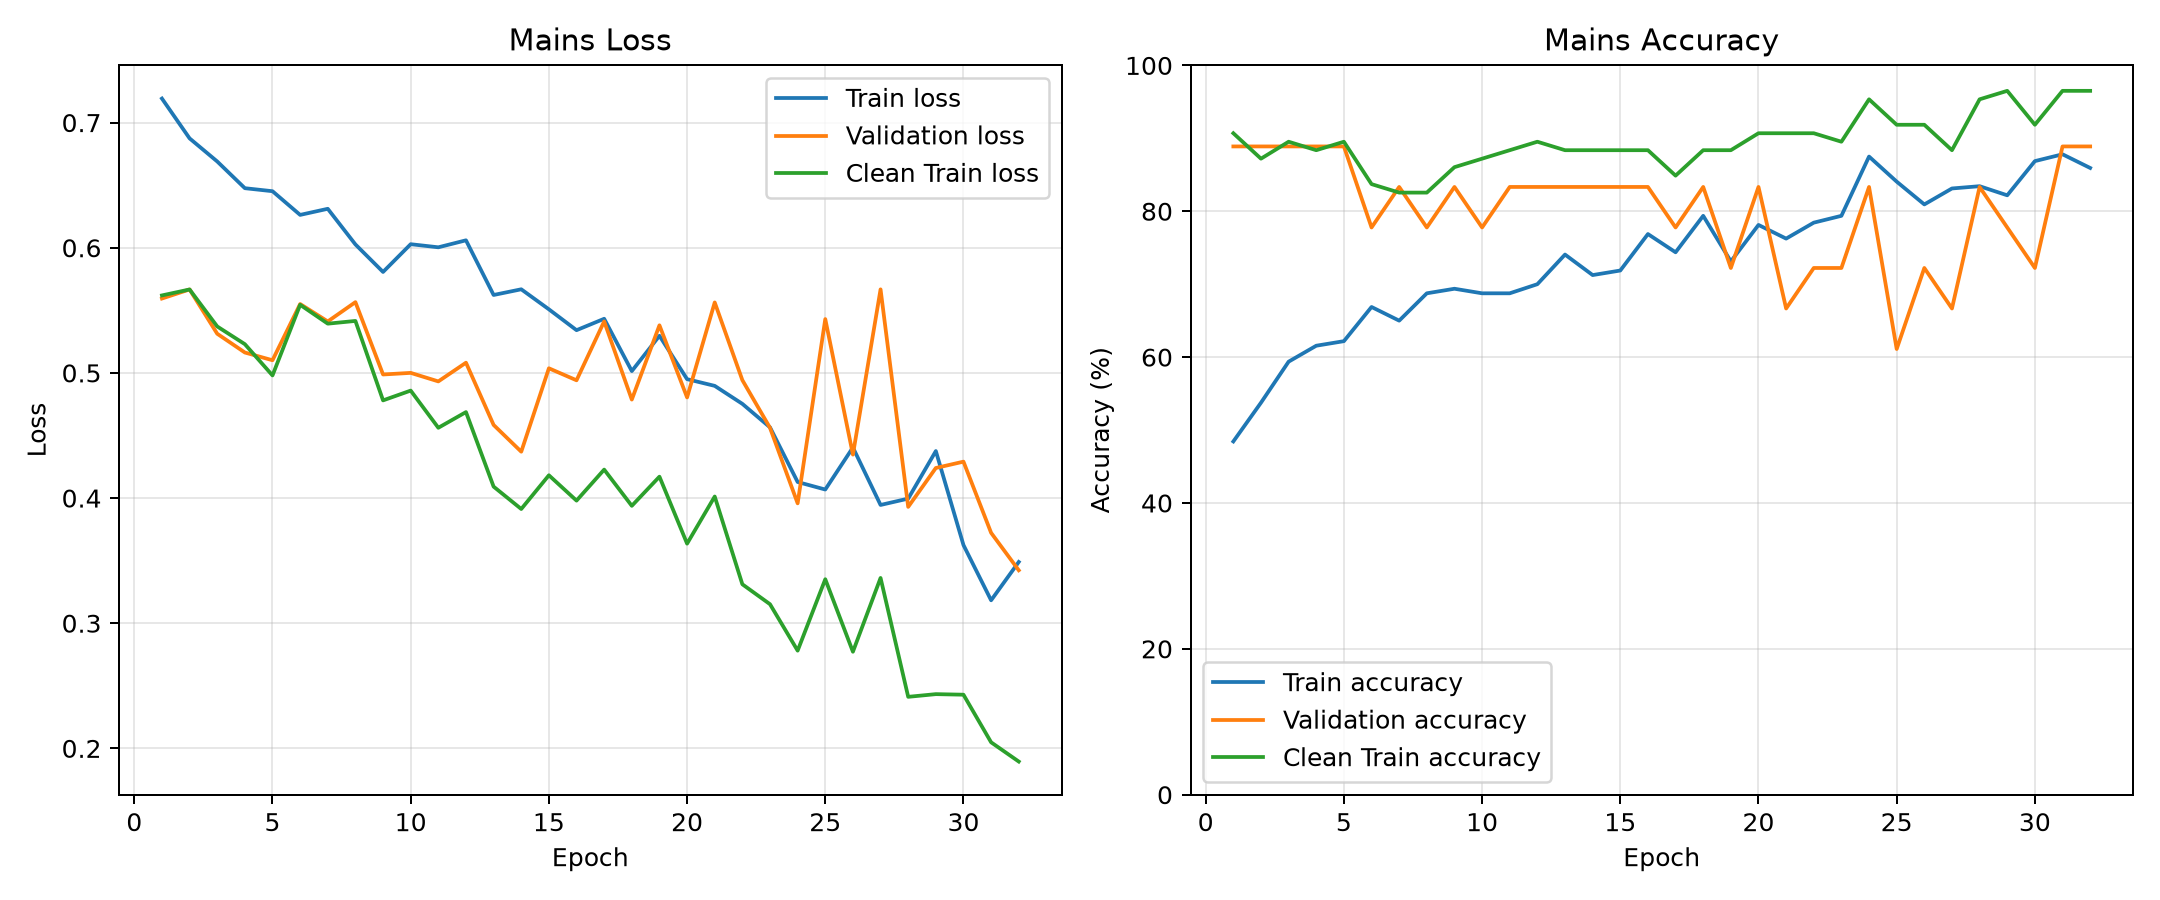 Mains Loss
Train loss
Validation loss
Clean Train loss
0.7
0.6
0.5
0.4
0.3
0.2
Loss
0 5 10 15 20 25 30
Epoch
Mains Accuracy
100
80
60
40
20
0
Accuracy (%)
Train accuracy
Validation accuracy
Clean Train accuracy
0 5 10 15 20 25 30
Epoch